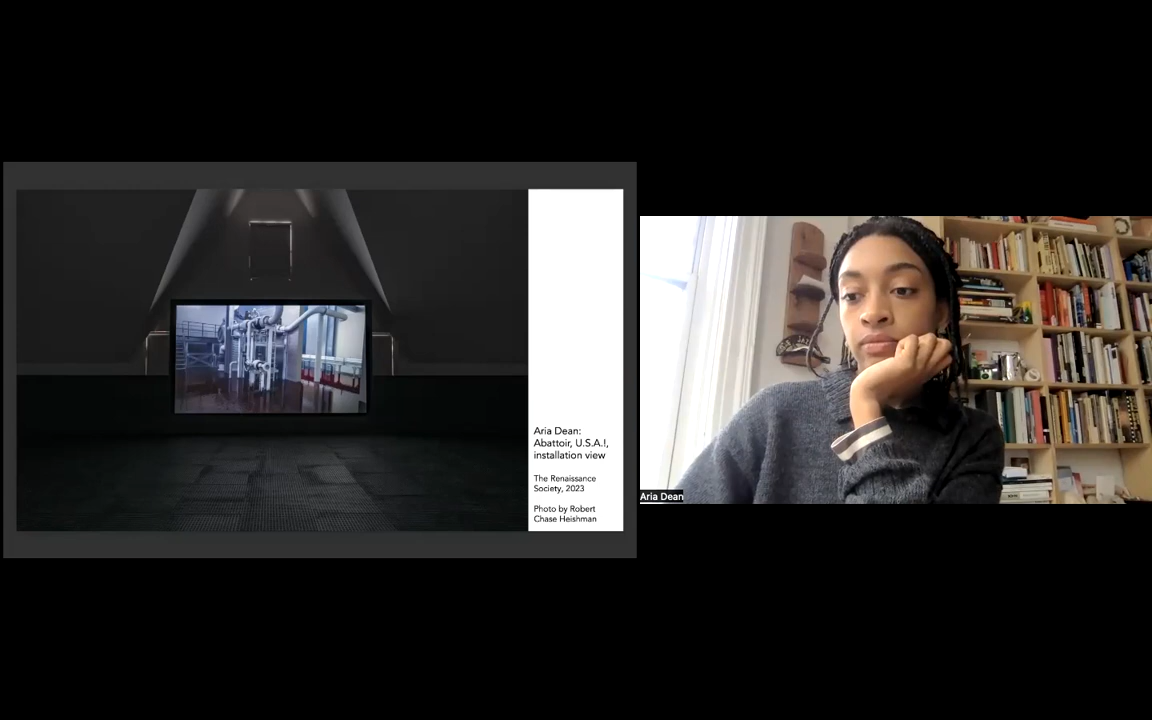 Aria Dean:
Abattoir, U.S.A.!,
installation view
The Renaissance
Society, 2023
Photo by Robert
Chase Heishman
Aria Dean